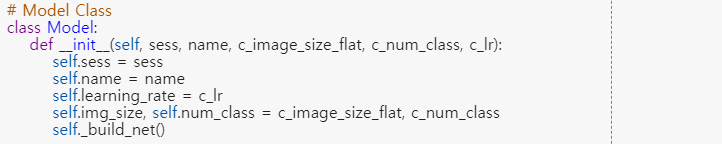 # Model Class
class Model:
    def __init__(self, sess, name, c_image_size_flat, c_num_class, c_lr):
        self.sess = sess
        self.name = name
        self.learning_rate = c_lr
        self.img_size, self.num_class = c_image_size_flat, c_num_class
        self._build_net()